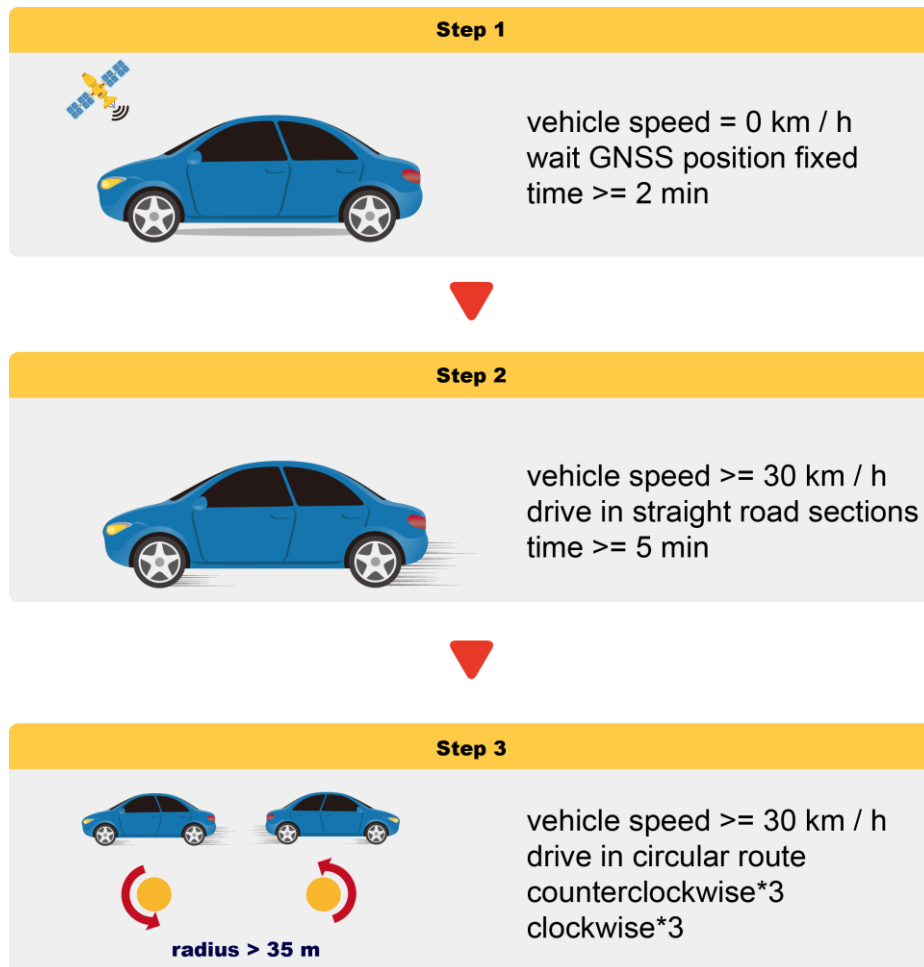 Step 1
vehicle speed = 0 km / h
wait GNSS position fixed
time >= 2 min
Step 2
vehicle speed >= 30 km / h
drive in straight road sections
time >= 5 min
Step 3
vehicle speed >= 30 km / h
drive in circular route
counterclockwise*3
clockwise*3
radius > 35 m